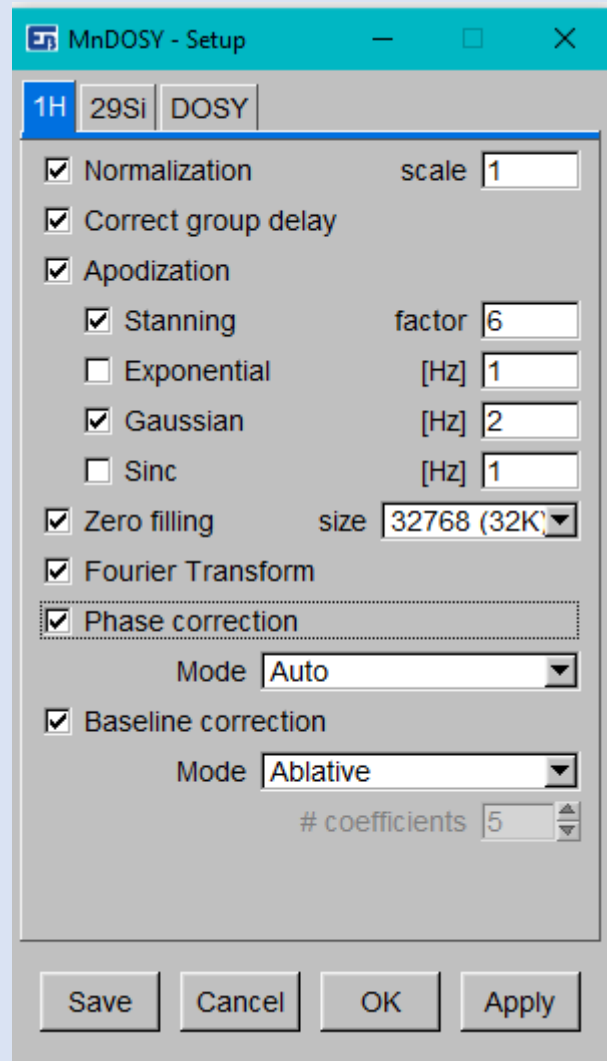 MnDOSY - Setup
1H 29Si DOSY
Normalization scale 1
Correct group delay
Apodization
Stanning factor 6
Exponential [Hz] 1
Gaussian [Hz] 2
Sinc [Hz] 1
Zero filling size 32768 (32K)
Fourier Transform
Phase correction
Mode Auto
Baseline correction
Mode Ablative
# coefficients 5
Save Cancel OK Apply